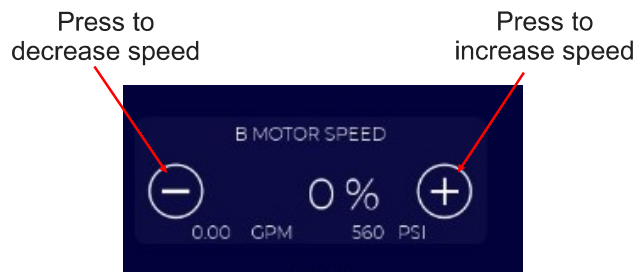 Press to
decrease speed
Press to
increase speed
B MOTOR SPEED
0 %
0.00 GPM 560 PSI